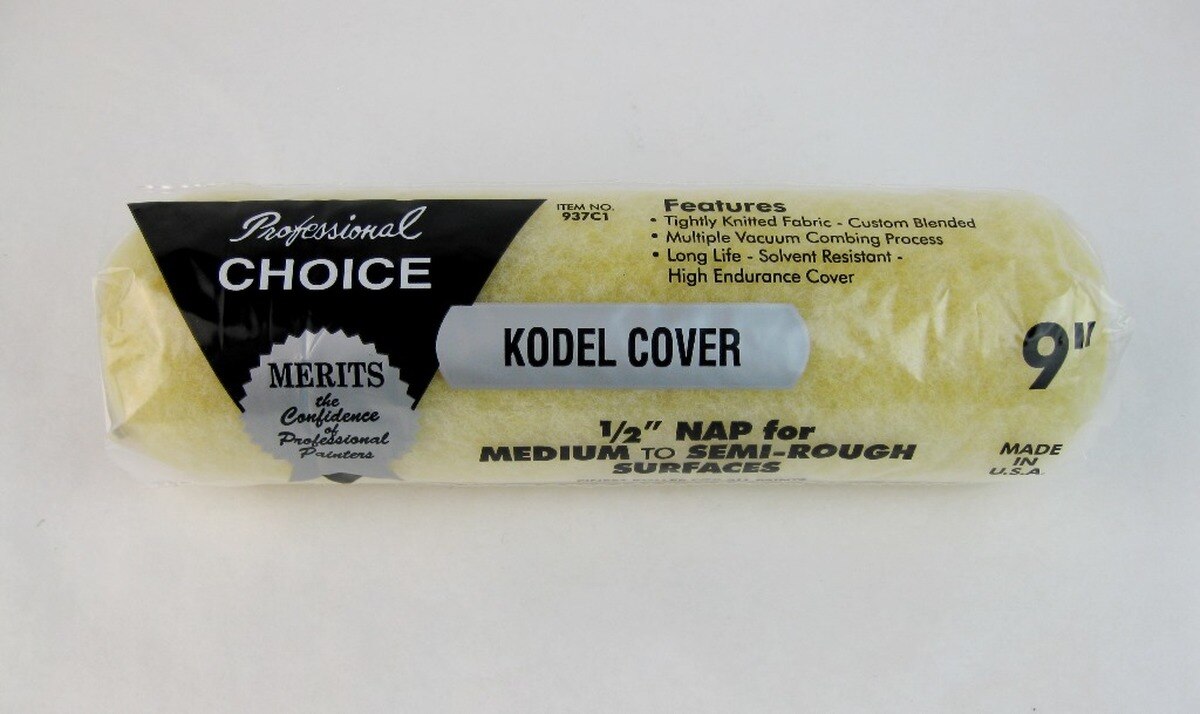 Professional
CHOICE
MERITS
the
Confidence
of
Professional
Painters
ITEM NO.
937C1
Features
• Tightly Knitted Fabric - Custom Blended
• Multiple Vacuum Combing Process
• Long Life - Solvent Resistant -
High Endurance Cover
KODEL COVER
9"
1/2" NAP for
MEDIUM TO SEMI-ROUGH
SURFACES
MADE
IN
U.S.A.